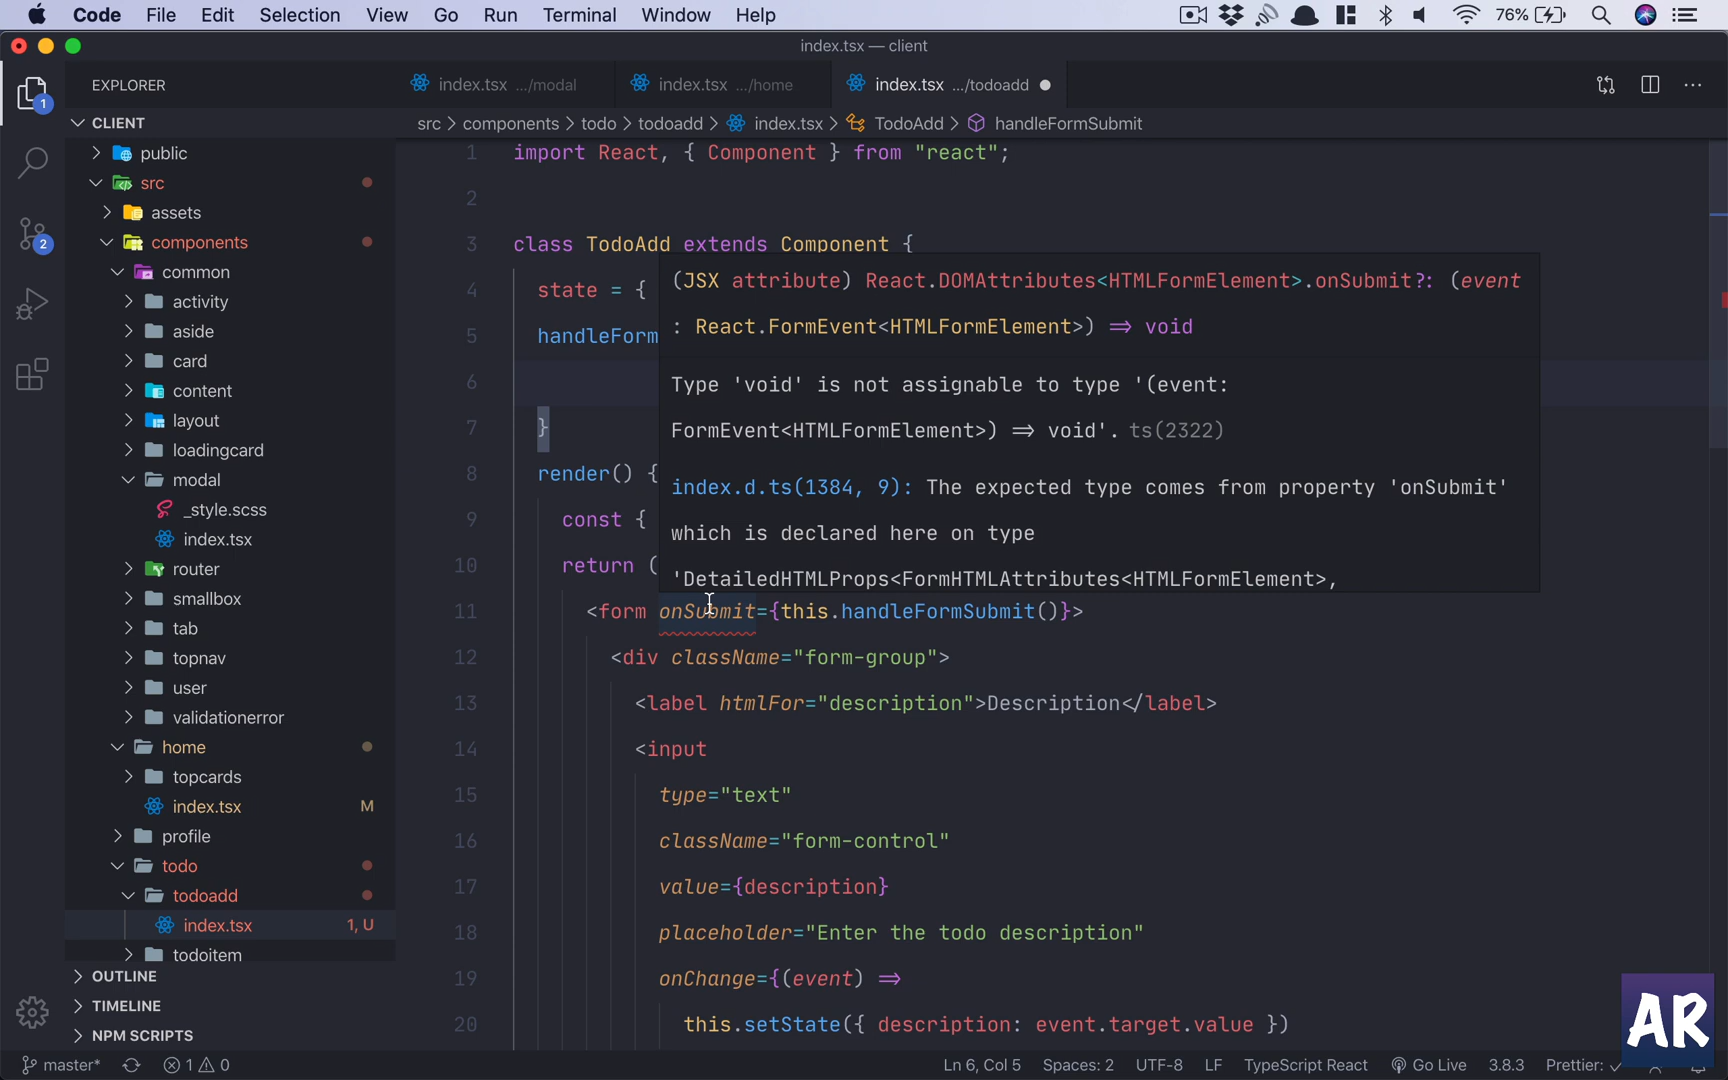 Code File Edit Selection View Go Run Terminal Window Help 76%
index.tsx — client
EXPLORER
index.tsx .../modal
index.tsx .../home
index.tsx .../todoadd
1
CLIENT
src > components > todo > todoadd > index.tsx > TodoAdd > handleFormSubmit
public
src
assets
components
common
activity
aside
card
content
layout
loadingcard
modal
_style.scss
index.tsx
router
smallbox
tab
topnav
user
validationerror
home
topcards
index.tsx M
profile
todo
todoadd
index.tsx 1, U
todoitem
OUTLINE
TIMELINE
NPM SCRIPTS
2
1 import React, { Component } from "react";
2
3 class TodoAdd extends Component {
4 state = {
5 handleForm
6
7 }
8 render() {
9 const {
10 return (
11 <form onSubmit={this.handleFormSubmit()}>
12 <div className="form-group">
13 <label htmlFor="description">Description</label>
14 <input
15 type="text"
16 className="form-control"
17 value={description}
18 placeholder="Enter the todo description"
19 onChange={(event) ⇒
20 this.setState({ description: event.target.value })
(JSX attribute) React.DOMAttributes<HTMLFormElement>.onSubmit?: (event
: React.FormEvent<HTMLFormElement>) ⇒ void
Type 'void' is not assignable to type '(event:
FormEvent<HTMLFormElement>) ⇒ void'. ts(2322)
index.d.ts(1384, 9): The expected type comes from property 'onSubmit'
which is declared here on type
'DetailedHTMLProps<FormHTMLAttributes<HTMLFormElement>,
AR
master* 1 0 Ln 6, Col 5 Spaces: 2 UTF-8 LF TypeScript React Go Live 3.8.3 Prettier: ✓